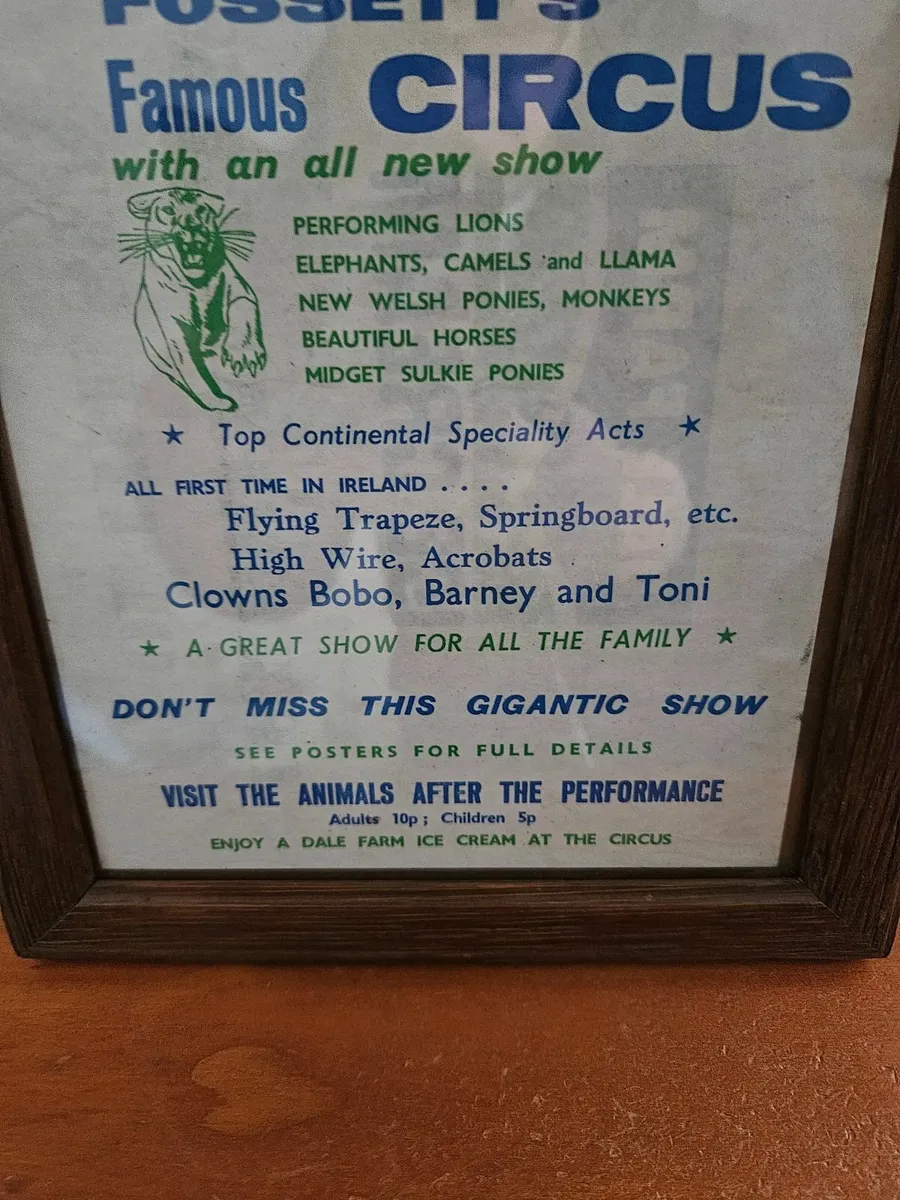 FOSSETT'S
Famous CIRCUS
with an all new show
PERFORMING LIONS
ELEPHANTS, CAMELS and LLAMA
NEW WELSH PONIES, MONKEYS
BEAUTIFUL HORSES
MIDGET SULKIE PONIES
★ Top Continental Speciality Acts ★
ALL FIRST TIME IN IRELAND . . . .
Flying Trapeze, Springboard, etc.
High Wire, Acrobats
Clowns Bobo, Barney and Toni
★ A GREAT SHOW FOR ALL THE FAMILY ★
DON'T MISS THIS GIGANTIC SHOW
SEE POSTERS FOR FULL DETAILS
VISIT THE ANIMALS AFTER THE PERFORMANCE
Adults 10p ; Children 5p
ENJOY A DALE FARM ICE CREAM AT THE CIRCUS